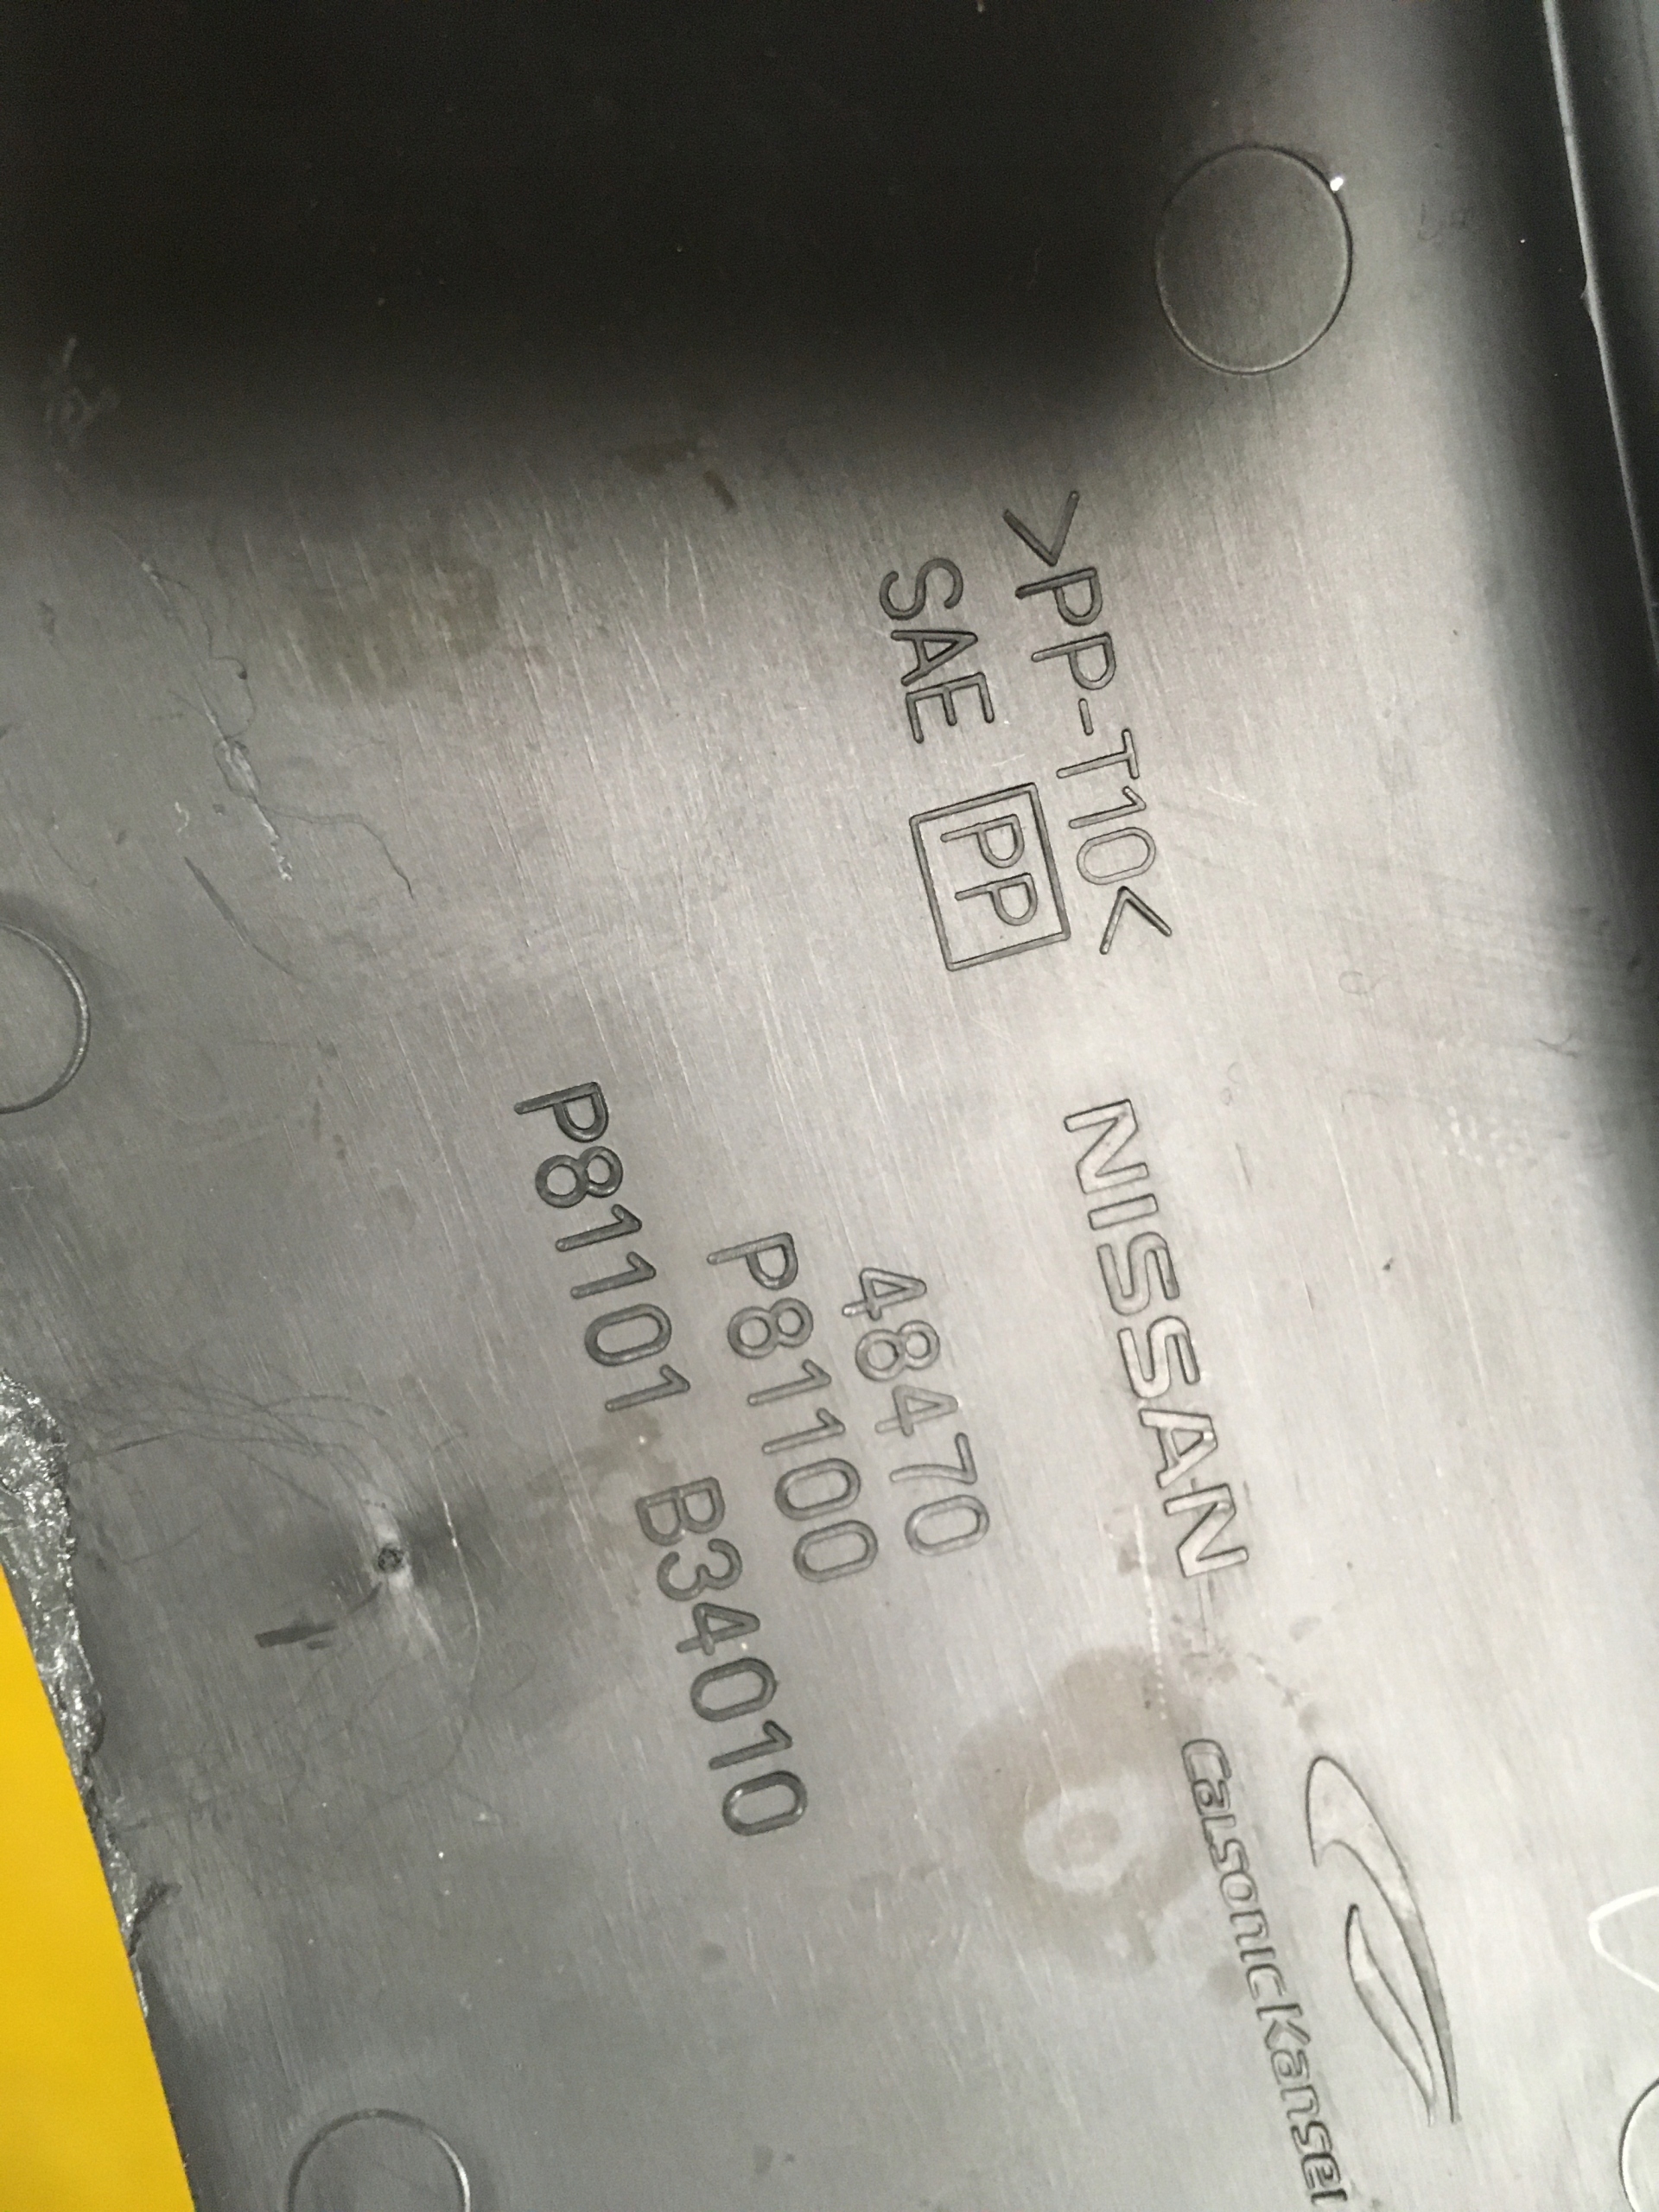 >PP-T10<
SAE PP
NISSAN
CalsonicKansei
48470
P81100
P81101 B34010